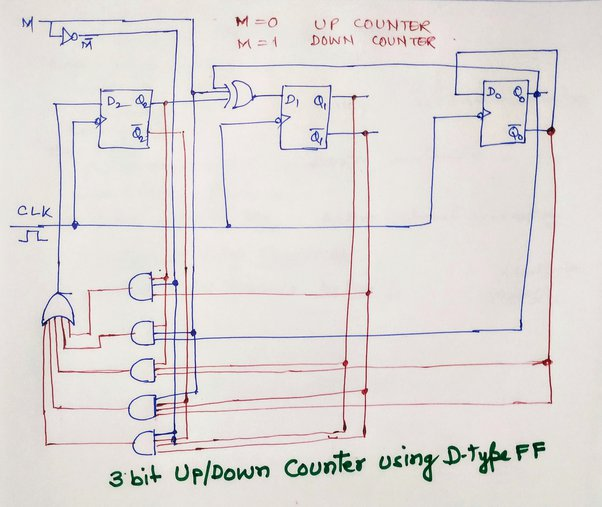 M M=0 UP COUNTER
M̅ M=1 DOWN COUNTER
D₂ Q₂ D₁ Q₁ D₀ Q₀
Q̅₂ Q̅₁ Q̅₀
CLK
3 bit Up/Down Counter using D-type FF